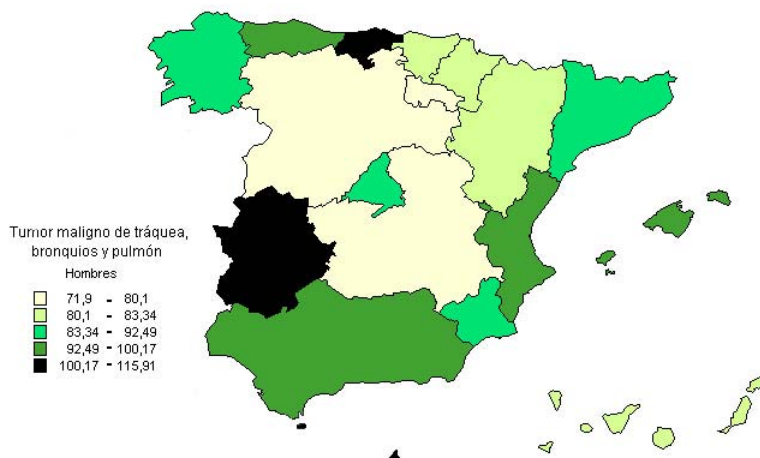 Tumor maligno de tráquea,
bronquios y pulmón
Hombres
71,9 - 80,1
80,1 - 83,34
83,34 - 92,49
92,49 - 100,17
100,17 - 115,91